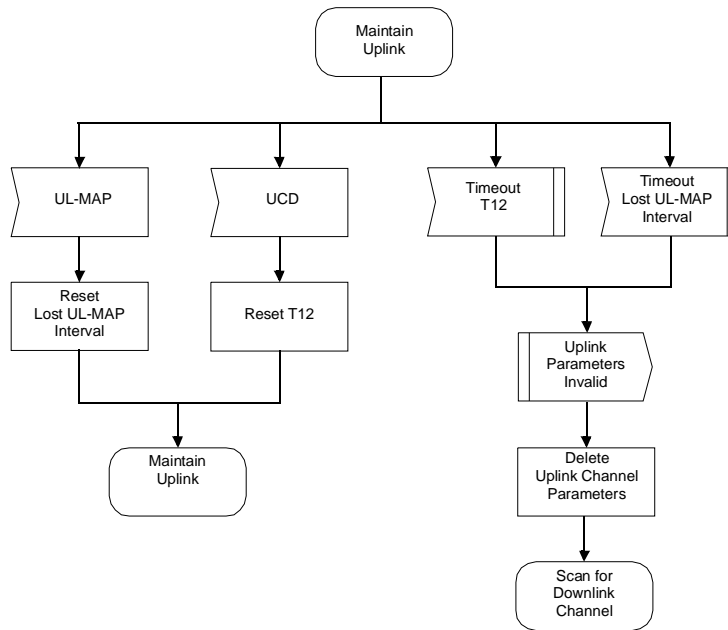 Maintain
Uplink
UL-MAP
UCD
Timeout
T12
Timeout
Lost UL-MAP
Interval
Reset
Lost UL-MAP
Interval
Reset T12
Uplink
Parameters
Invalid
Maintain
Uplink
Delete
Uplink Channel
Parameters
Scan for
Downlink
Channel